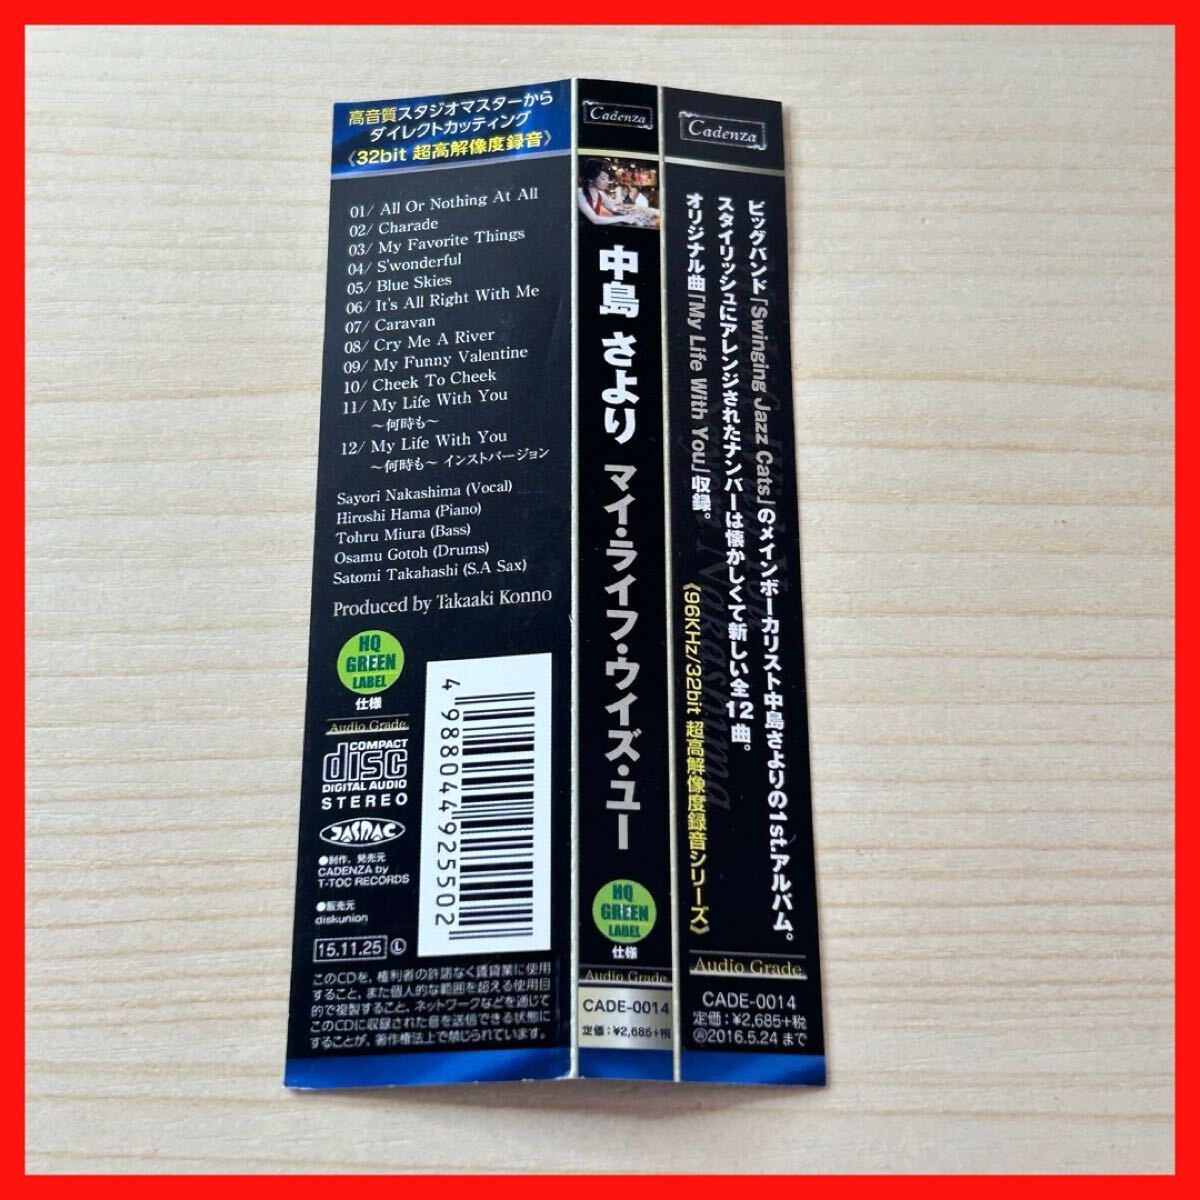 高音質スタジオマスターから
ダイレクトカッティング
《32bit 超高解像度録音》
01/ All Or Nothing At All
02/ Charade
03/ My Favorite Things
04/ S'wonderful
05/ Blue Skies
06/ It's All Right With Me
07/ Caravan
08/ Cry Me A River
09/ My Funny Valentine
10/ Cheek To Cheek
11/ My Life With You
～何時も～
12/ My Life With You
～何時も～ インストバージョン
Sayori Nakashima (Vocal)
Hiroshi Hama (Piano)
Tohru Miura (Bass)
Osamu Gotoh (Drums)
Satomi Takahashi (S.A Sax)
Produced by Takaaki Konno
HQ
GREEN
LABEL
仕様
Audio Grade
COMPACT
disc
DIGITAL AUDIO
STEREO
JASRAC
●制作，発売元
CADENZA by
T-TOC RECORDS
●販売元
diskunion
15.11.25 Ⓛ
4988044925502
このCDを，権利者の許諾なく賃貸業に使用
すること，また個人的な範囲を超える使用目
的で複製すること，ネットワークなどを通じて
このCDに収録された音を送信できる状態に
することが，著作権法上で禁じられています。
Cadenza
中島 さより マイ・ライフ・ウイズ・ユー
HQ
GREEN
LABEL
仕様
Audio Grade
CADE-0014
定価：¥2,685+税
Cadenza
ビッグバンド「Swinging Jazz Cats」のメインボーカリスト中島さよりの1st.アルバム。
スタイリッシュにアレンジされたナンバーは懐かしくて新しい全12曲。
オリジナル曲「My Life With You」収録。
《96KHz/32bit 超高解像度録音シリーズ》
Audio Grade
CADE-0014
定価：¥2,685+税
㋚2016.5.24 まで